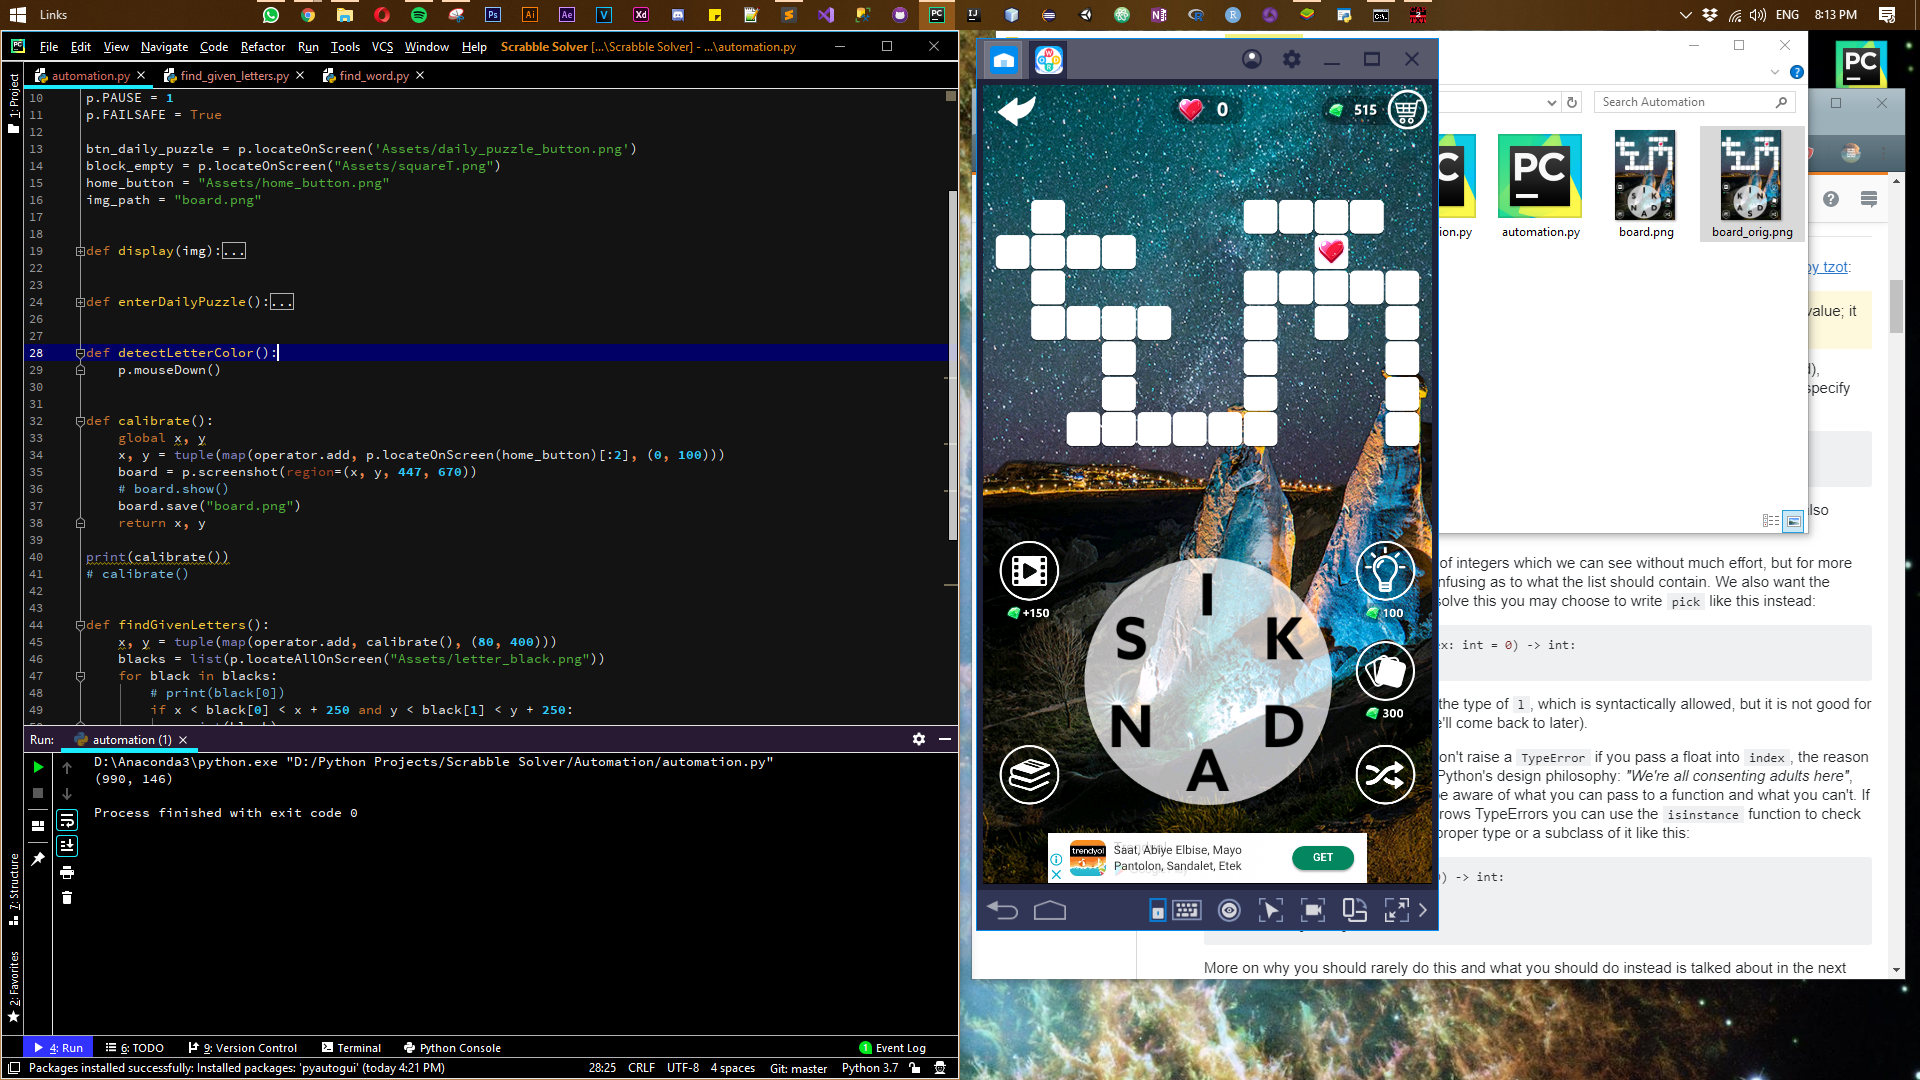 Links
ENG
8:13 PM
File Edit View Navigate Code Refactor Run Tools VCS Window Help Scrabble Solver [...\Scrabble Solver] - ...\automation.py
automation.py
find_given_letters.py
find_word.py
1: Project
10 p.PAUSE = 1
11 p.FAILSAFE = True
12
13 btn_daily_puzzle = p.locateOnScreen('Assets/daily_puzzle_button.png')
14 block_empty = p.locateOnScreen("Assets/squareT.png")
15 home_button = "Assets/home_button.png"
16 img_path = "board.png"
17
18
19 def display(img):...
22
23
24 def enterDailyPuzzle():...
26
27
28 def detectLetterColor():
29 p.mouseDown()
30
31
32 def calibrate():
33 global x, y
34 x, y = tuple(map(operator.add, p.locateOnScreen(home_button)[:2], (0, 100)))
35 board = p.screenshot(region=(x, y, 447, 670))
36 # board.show()
37 board.save("board.png")
38 return x, y
39
40 print(calibrate())
41 # calibrate()
42
43
44 def findGivenLetters():
45 x, y = tuple(map(operator.add, calibrate(), (80, 400)))
46 blacks = list(p.locateAllOnScreen("Assets/letter_black.png"))
47 for black in blacks:
48 # print(black[0])
49 if x < black[0] < x + 250 and y < black[1] < y + 250:
Run: automation (1)
D:\Anaconda3\python.exe "D:/Python Projects/Scrabble Solver/Automation/automation.py"
(990, 146)
Process finished with exit code 0
7: Structure
2: Favorites
4: Run
6: TODO
9: Version Control
Terminal
Python Console
1 Event Log
Packages installed successfully: Installed packages: 'pyautogui' (today 4:21 PM)
28:25 CRLF UTF-8 4 spaces Git: master Python 3.7
0
515
+150
100
300
I
S
K
N
D
A
trendyol
Saat, Abiye Elbise, Mayo
Pantolon, Sandalet, Etek
GET
Search Automation
PC
PC
ion.py
automation.py
board.png
board_orig.png
by tzot:
value; it
d),
specify
also
of integers which we can see without much effort, but for more
nfusing as to what the list should contain. We also want the
solve this you may choose to write pick like this instead:
ex: int = 0) -> int:
the type of l, which is syntactically allowed, but it is not good for
e'll come back to later).
on't raise a TypeError if you pass a float into index, the reason
Python's design philosophy: "We're all consenting adults here",
e aware of what you can pass to a function and what you can't. If
rows TypeErrors you can use the isinstance function to check
proper type or a subclass of it like this:
) -> int:
More on why you should rarely do this and what you should do instead is talked about in the next